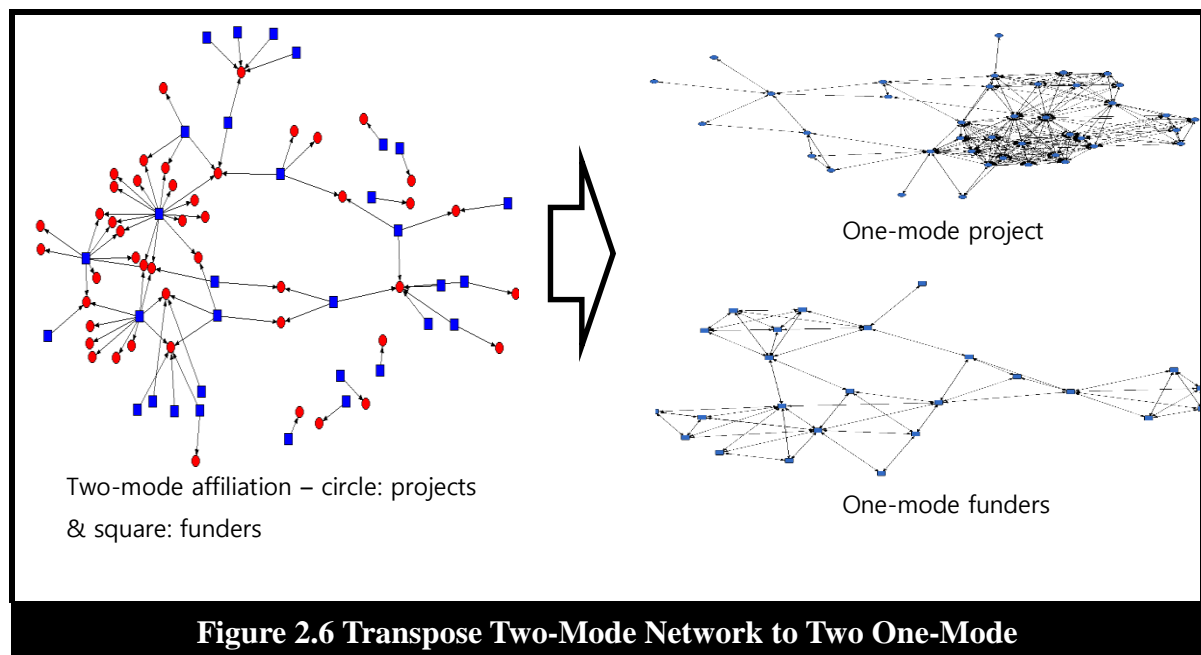 One-mode project
Two-mode affiliation – circle: projects
& square: funders
One-mode funders
Figure 2.6 Transpose Two-Mode Network to Two One-Mode